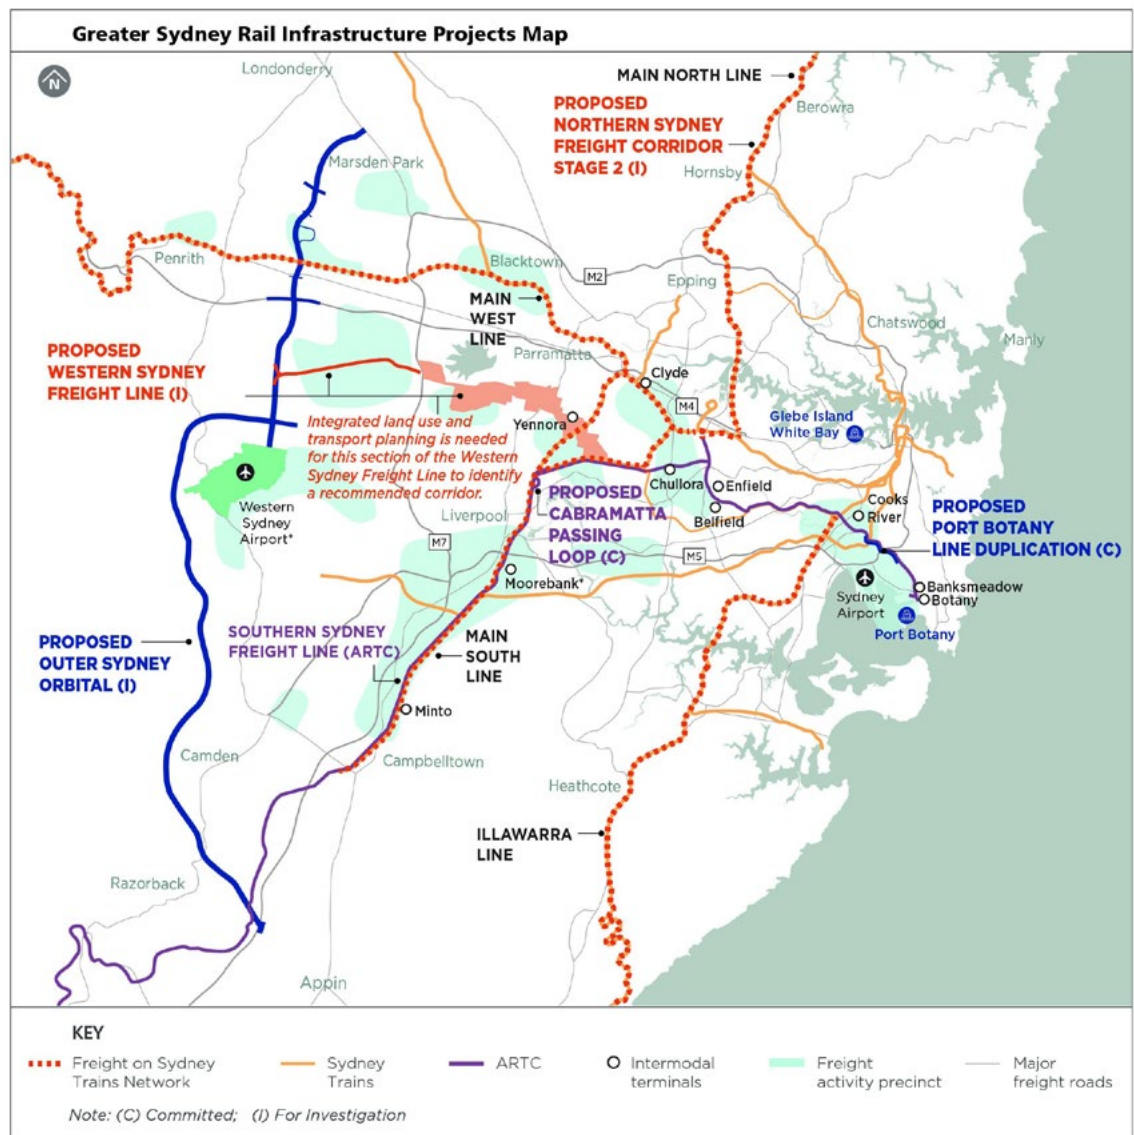 Greater Sydney Rail Infrastructure Projects Map
N
Londonderry
MAIN NORTH LINE
Berowra
PROPOSED
NORTHERN SYDNEY
FREIGHT CORRIDOR
STAGE 2 (I)
Marsden Park
Hornsby
Penrith
Blacktown
M2
Epping
MAIN
WEST
LINE
Chatswood
Manly
PROPOSED
WESTERN SYDNEY
FREIGHT LINE (I)
Parramatta
Clyde
M4
Integrated land use and
transport planning is needed
for this section of the Western
Sydney Freight Line to identify
a recommended corridor.
Yennora
Glebe Island
White Bay
Western
Sydney
Airport*
Liverpool
PROPOSED
CABRAMATTA
PASSING
LOOP (C)
Chullora
Enfield
Belfield
Cooks
River
PROPOSED
PORT BOTANY
LINE DUPLICATION (C)
M7
M5
Moorebank*
Sydney
Airport
Banksmeadow
Botany
Port Botany
PROPOSED
OUTER SYDNEY
ORBITAL (I)
SOUTHERN SYDNEY
FREIGHT LINE (ARTC)
MAIN
SOUTH
LINE
Minto
Camden
Campbelltown
Heathcote
ILLAWARRA
LINE
Razorback
Appin
KEY
Freight on Sydney
Trains Network
Sydney
Trains
ARTC
Intermodal
terminals
Freight
activity precinct
Major
freight roads
Note: (C) Committed; (I) For Investigation